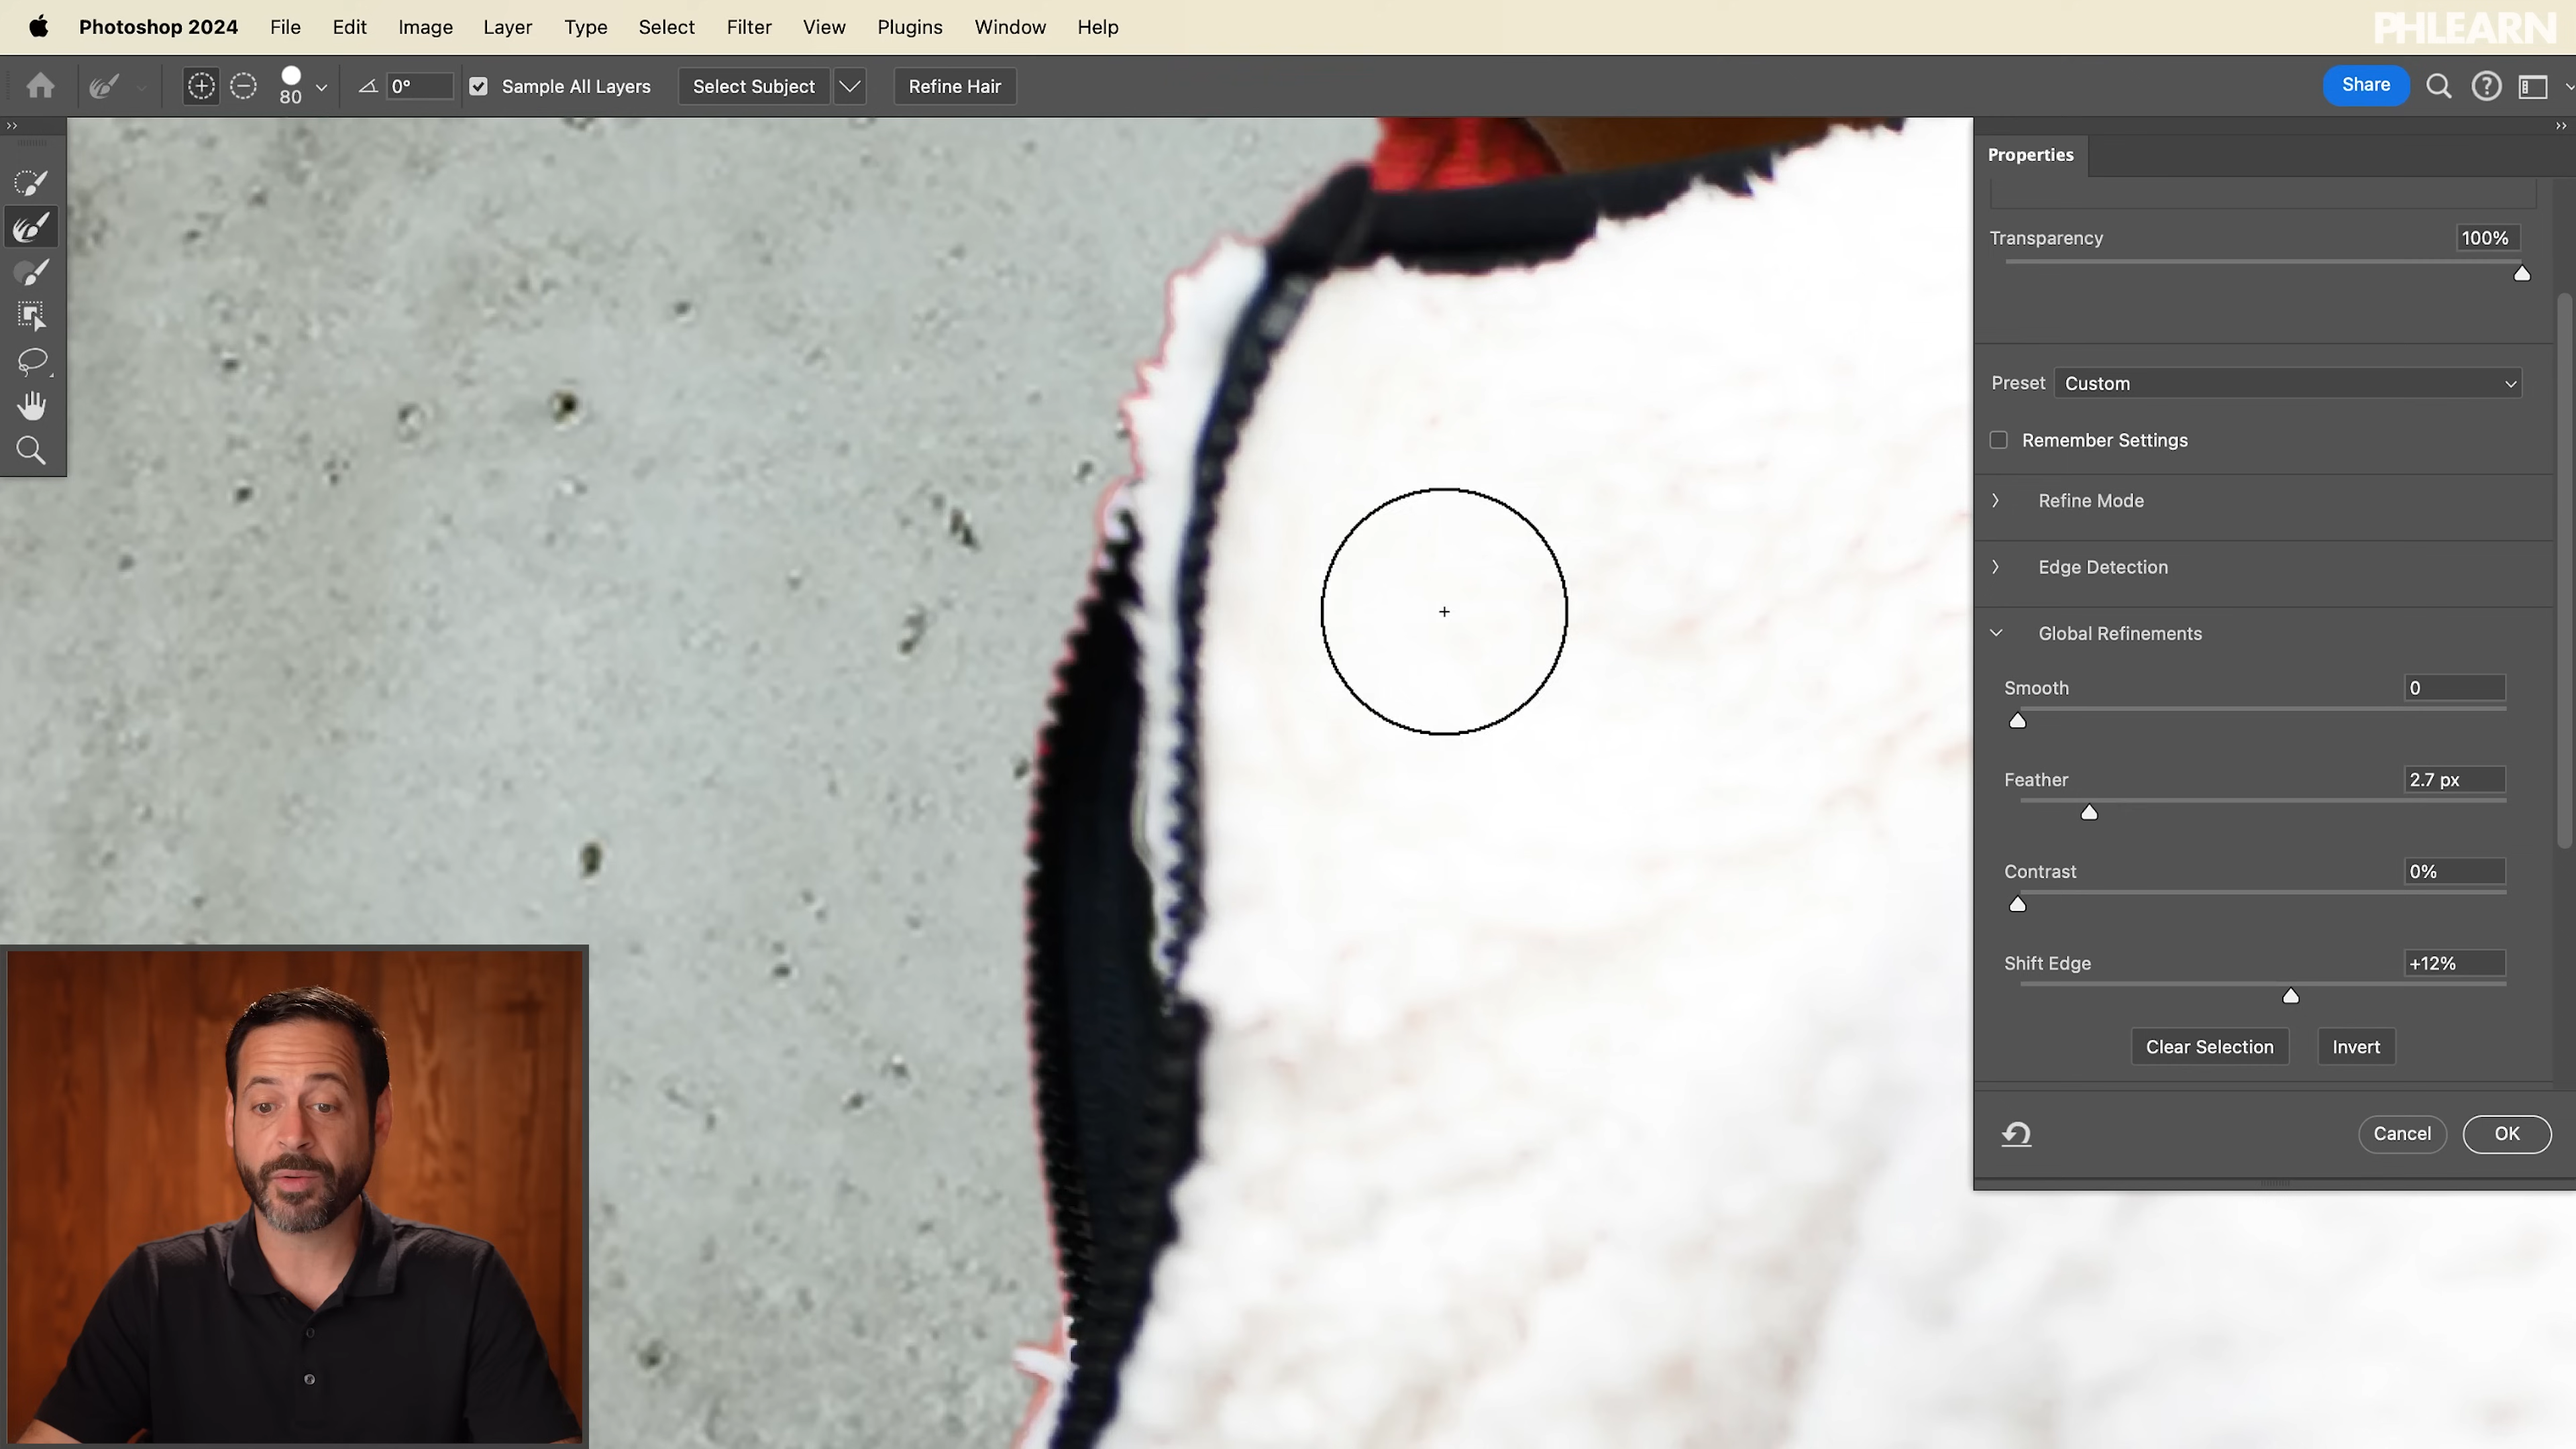 Photoshop 2024 File Edit Image Layer Type Select Filter View Plugins Window Help
PHLEARN
80 0° Sample All Layers Select Subject Refine Hair Share
Properties
Transparency 100%
Preset Custom
Remember Settings
Refine Mode
Edge Detection
Global Refinements
Smooth 0
Feather 2.7 px
Contrast 0%
Shift Edge +12%
Clear Selection Invert
Cancel OK